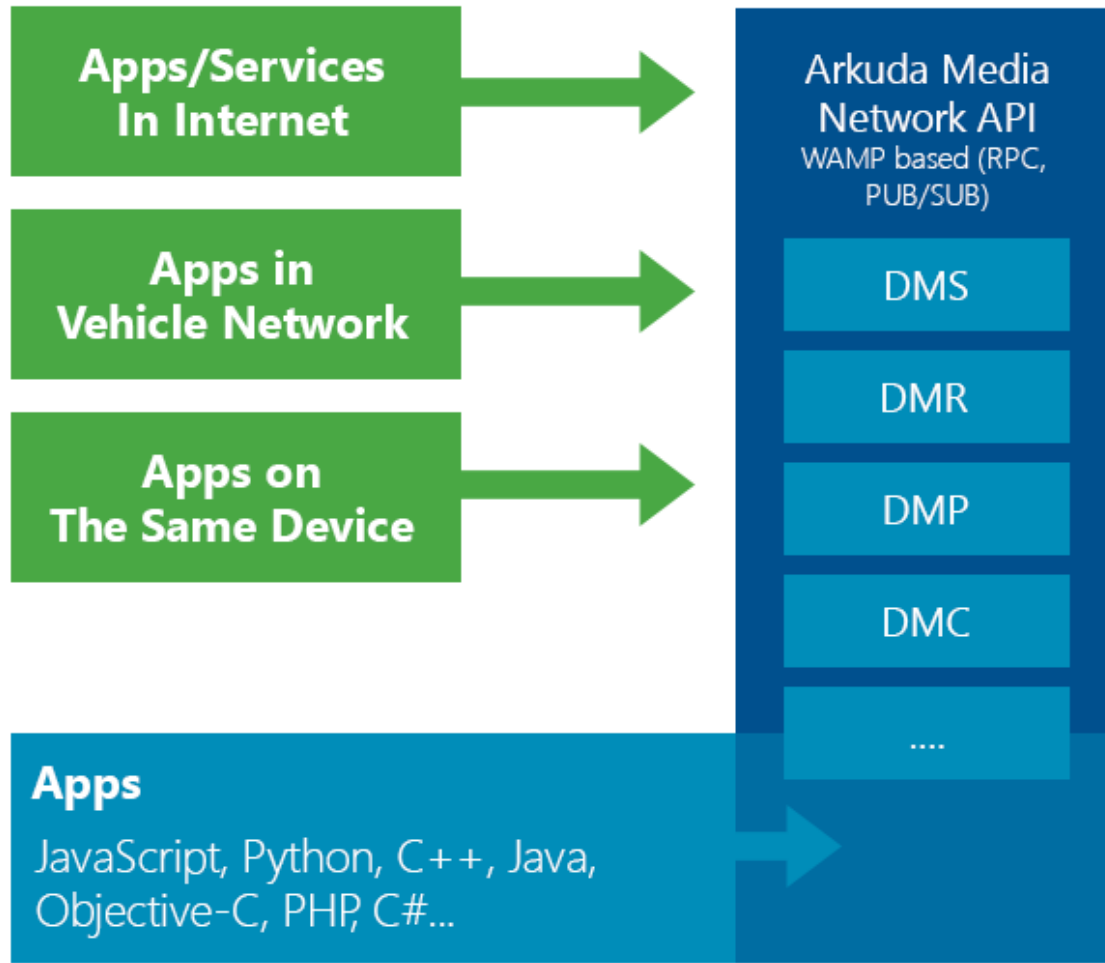 Apps/Services
In Internet
Apps in
Vehicle Network
Apps on
The Same Device
Arkuda Media
Network API
WAMP based (RPC,
PUB/SUB)
DMS
DMR
DMP
DMC
....
Apps
JavaScript, Python, C++, Java,
Objective-C, PHP, C#...